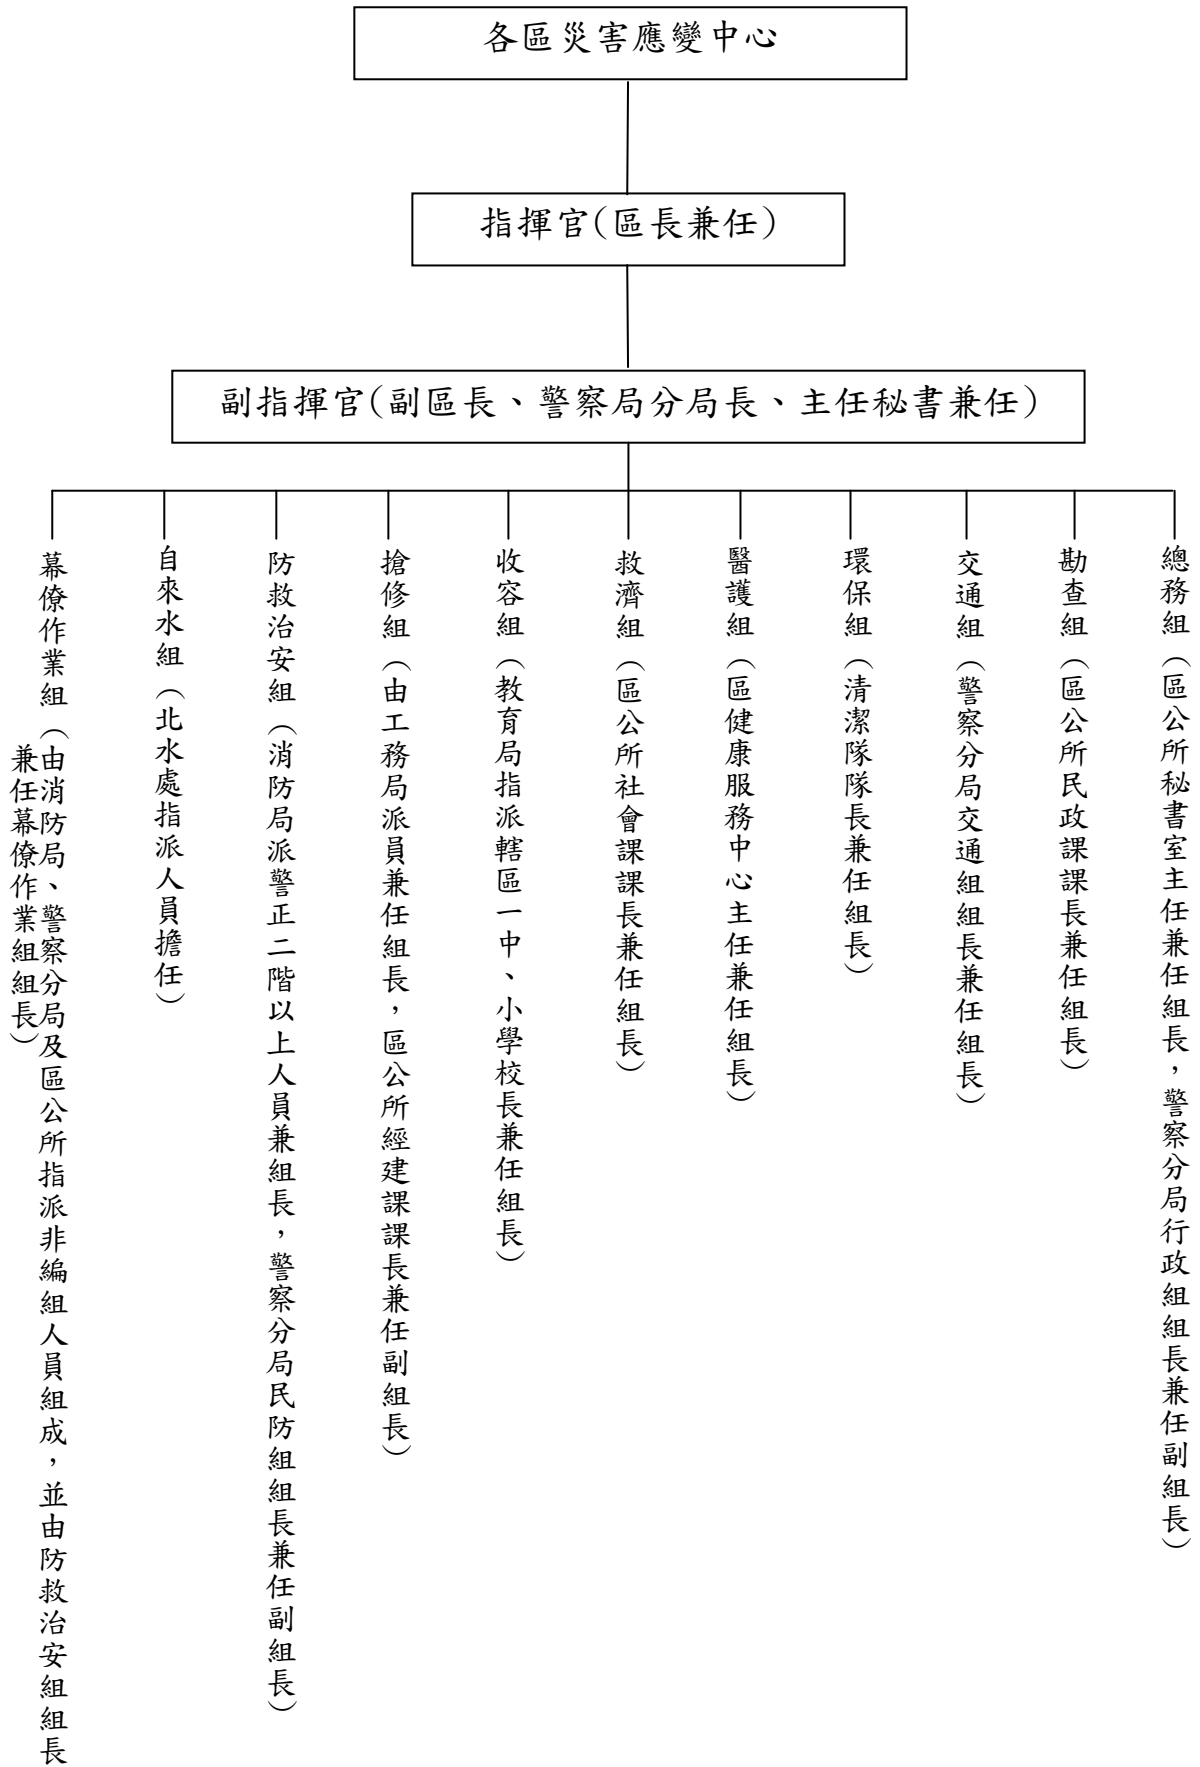 各區災害應變中心
指揮官(區長兼任)
副指揮官(副區長、警察局分局長、主任秘書兼任)
總務組（區公所秘書室主任兼任組長，警察分局行政組組長兼任副組長）
勘查組（區公所民政課課長兼任組長）
交通組（警察分局交通組組長兼任組長）
環保組（清潔隊隊長兼任組長）
醫護組（區健康服務中心主任兼任組長）
救濟組（區公所社會課課長兼任組長）
收容組（教育局指派轄區一中、小學校長兼任組長）
搶修組（由工務局派員兼任組長，區公所經建課課長兼任副組長）
防救治安組（消防局派警正二階以上人員兼組長，警察分局民防組組長兼任副組長）
自來水組（北水處指派人員擔任）
幕僚作業組（由消防局、警察分局及區公所指派非編組人員組成，並由防救治安組組長
兼任幕僚作業組組長）